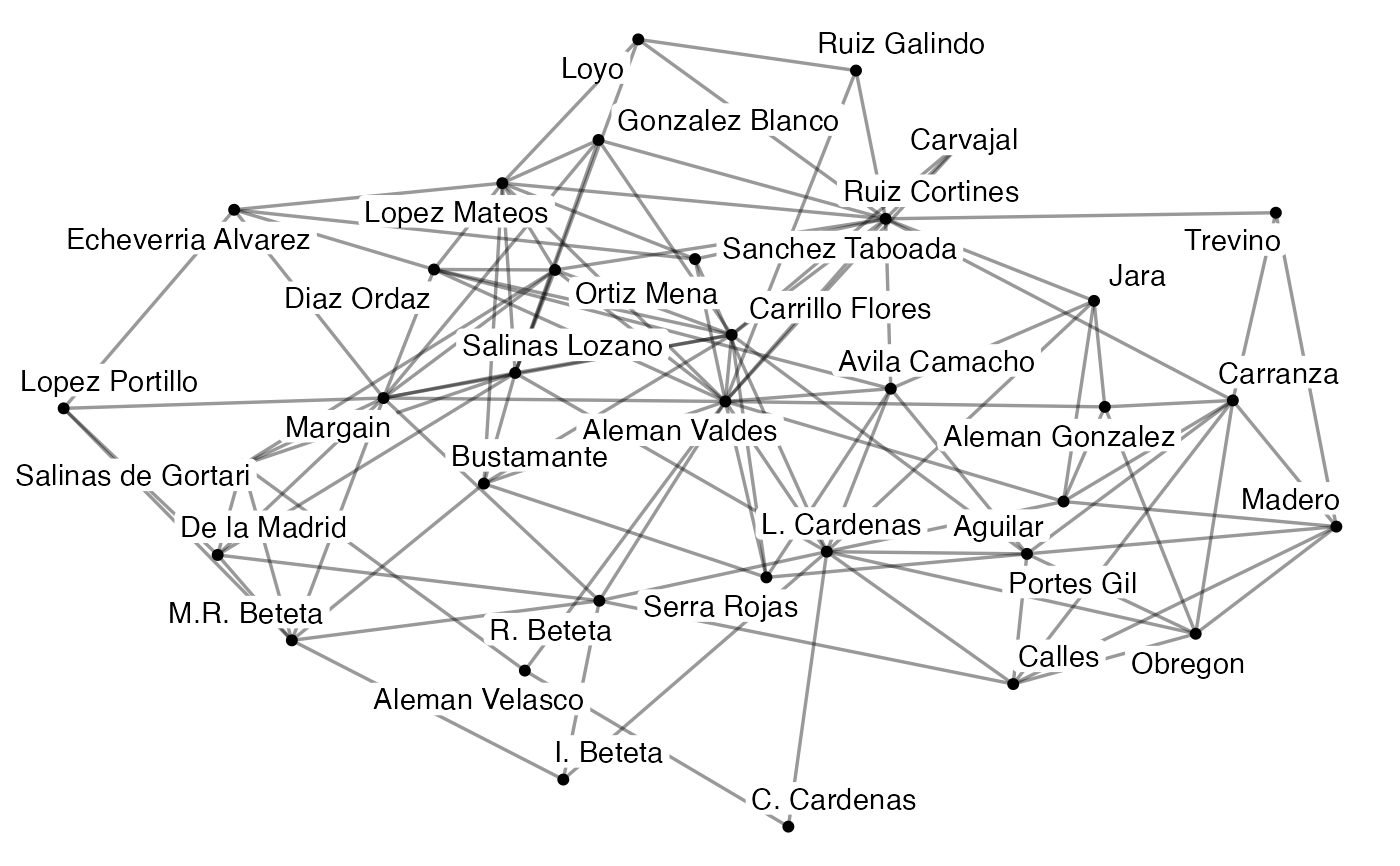 Ruiz Galindo
Loyo
Gonzalez Blanco
Carvajal
Ruiz Cortines
Lopez Mateos
Echeverria Alvarez
Sanchez Taboada
Trevino
Jara
Diaz Ordaz
Ortiz Mena
Carrillo Flores
Salinas Lozano
Avila Camacho
Lopez Portillo
Carranza
Margain
Aleman Valdes
Aleman Gonzalez
Bustamante
Salinas de Gortari
Madero
De la Madrid
L. Cardenas
Aguilar
Portes Gil
M.R. Beteta
Serra Rojas
R. Beteta
Calles
Obregon
Aleman Velasco
I. Beteta
C. Cardenas